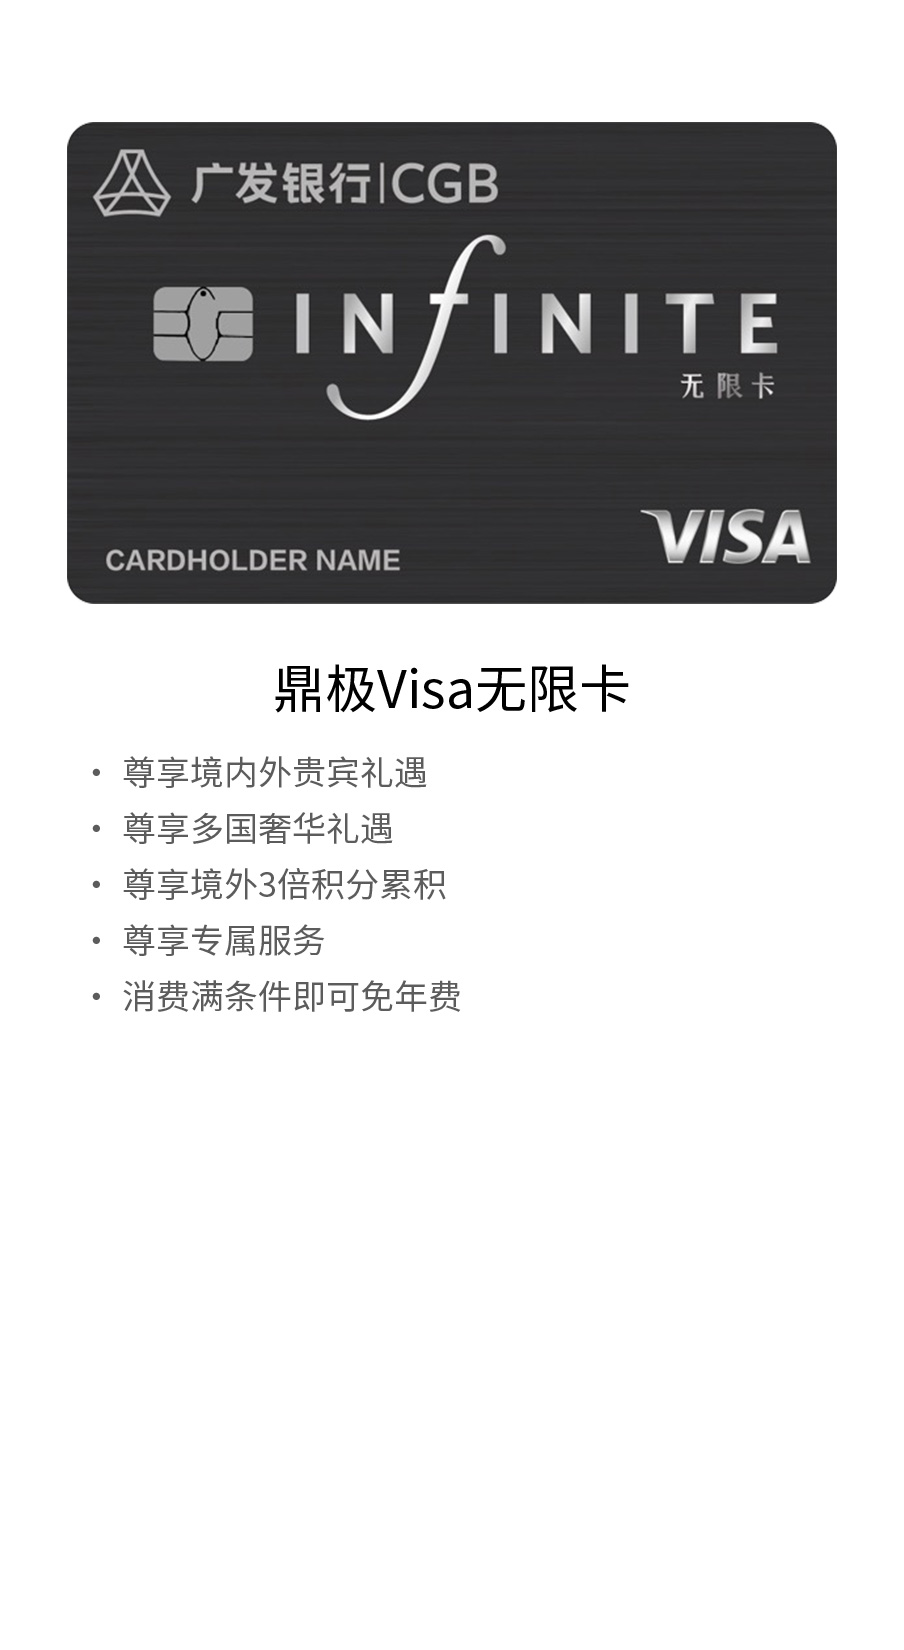 广发银行|CGB
INfINITE
无限卡
CARDHOLDER NAME
VISA
鼎极Visa无限卡
• 尊享境内外贵宾礼遇
• 尊享多国奢华礼遇
• 尊享境外3倍积分累积
• 尊享专属服务
• 消费满条件即可免年费